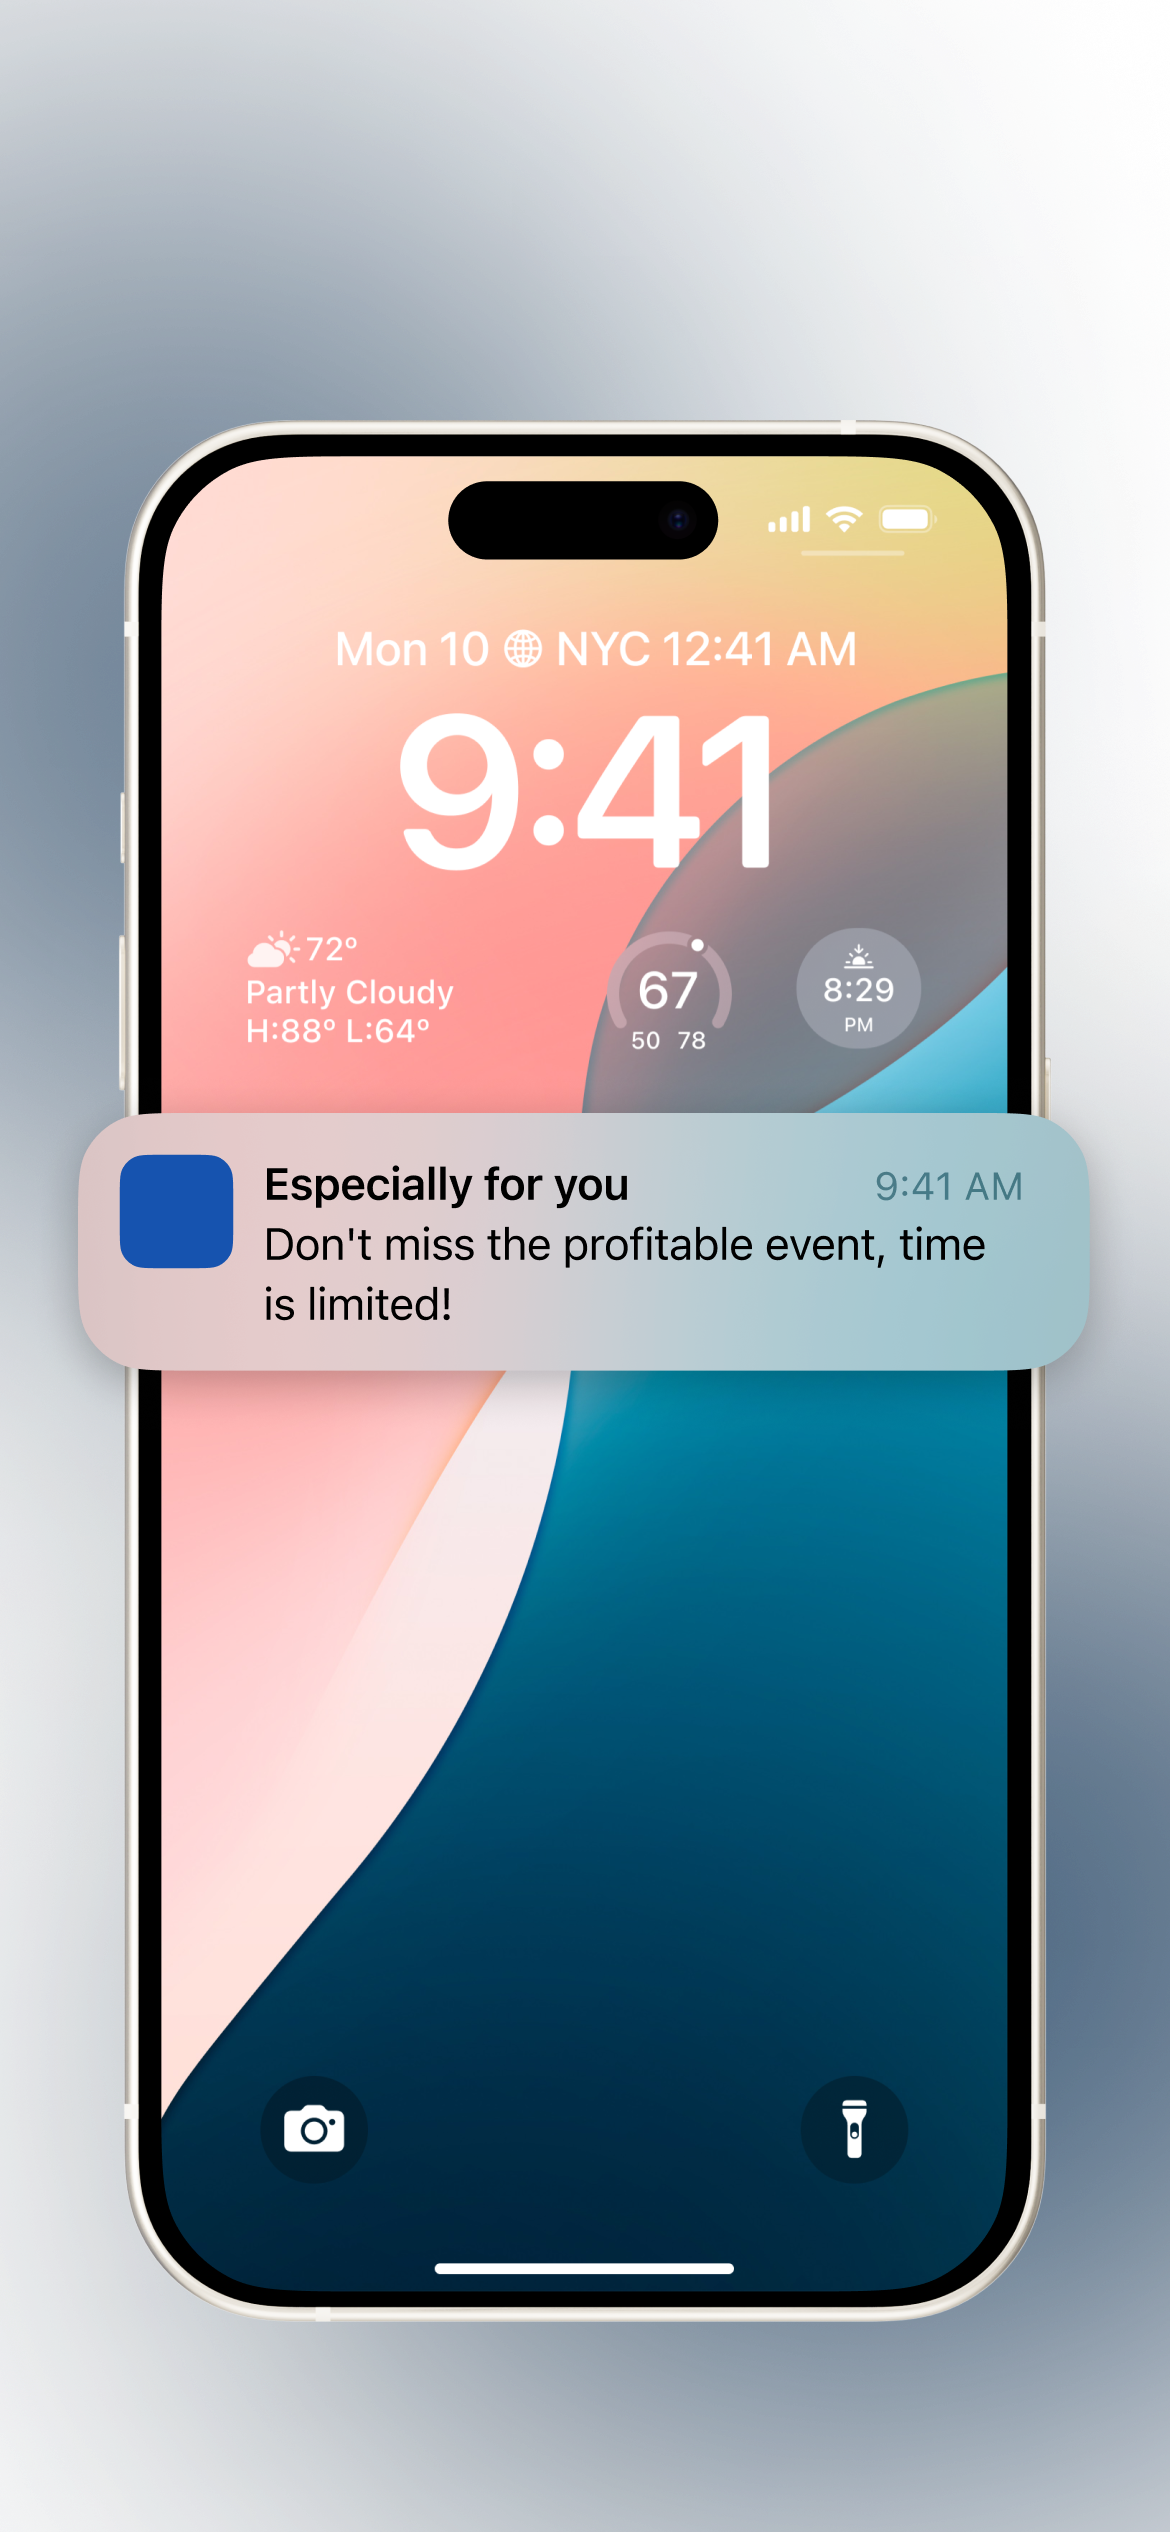 Mon 10 NYC 12:41 AM
9:41
72°
Partly Cloudy
H:88° L:64°
67
50 78
8:29
PM
Especially for you 9:41 AM
Don't miss the profitable event, time
is limited!